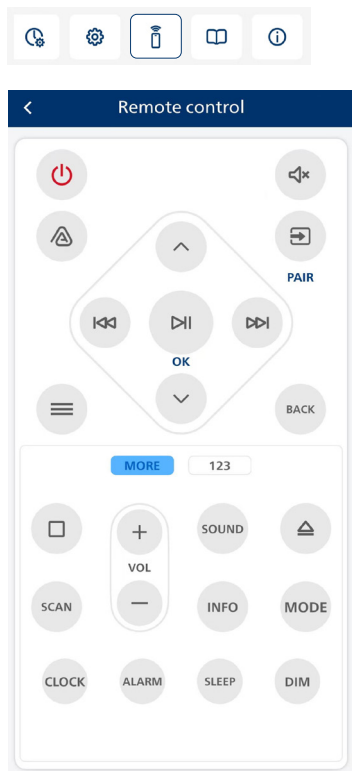 Remote control
PAIR
OK
BACK
MORE 123
SOUND
VOL
SCAN INFO MODE
CLOCK ALARM SLEEP DIM